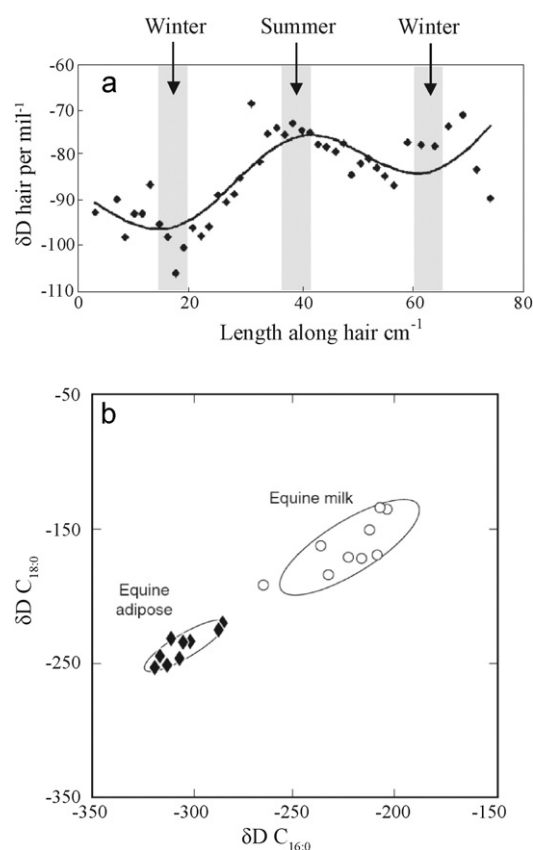 Winter Summer Winter
a
-60
-70
-80
-90
-100
-110
δD hair per mil-1
0 20 40 60 80
Length along hair cm-1
b
-50
-150
-250
-350
δD C18:0
Equine milk
Equine
adipose
-350 -300 -250 -200 -150
δD C16:0